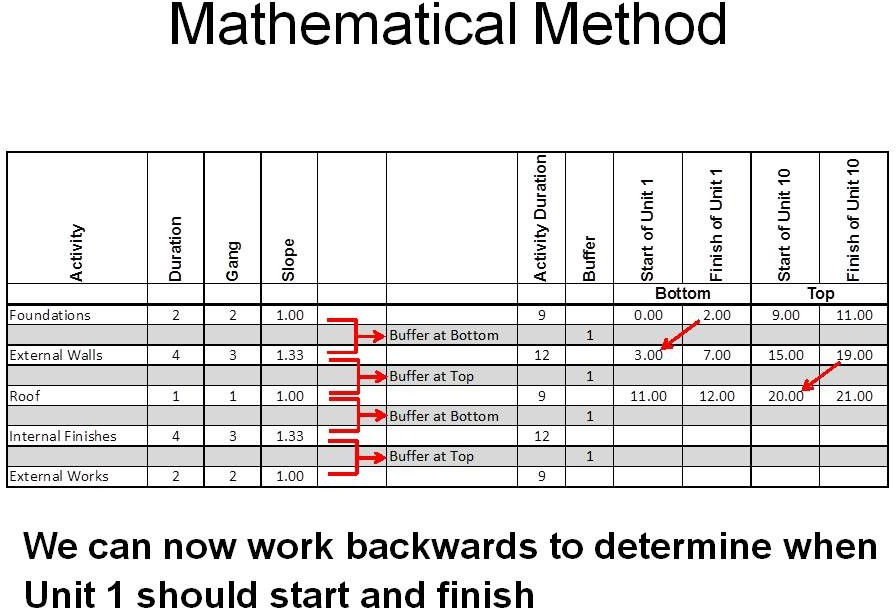 Mathematical Method
Activity Duration Gang Slope Activity Duration Buffer Start of Unit 1 Finish of Unit 1 Start of Unit 10 Finish of Unit 10
Bottom Top
Foundations 2 2 1.00 9 0.00 2.00 9.00 11.00
Buffer at Bottom 1
External Walls 4 3 1.33 12 3.00 7.00 15.00 19.00
Buffer at Top 1
Roof 1 1 1.00 9 11.00 12.00 20.00 21.00
Buffer at Bottom 1
Internal Finishes 4 3 1.33 12
Buffer at Top 1
External Works 2 2 1.00 9
We can now work backwards to determine when
Unit 1 should start and finish